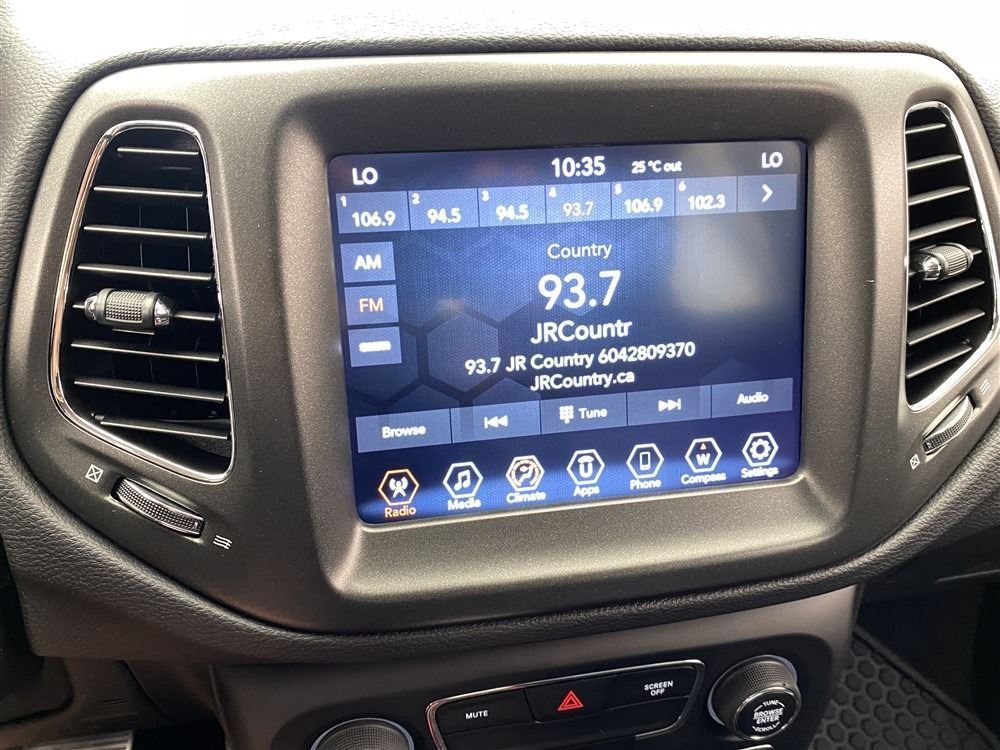 LO 10:35 25 °C out LO
1 106.9 2 94.5 3 94.5 4 93.7 5 106.9 6 102.3
AM
FM
Country
93.7
JRCountr
93.7 JR Country 6042809370
JRCountry.ca
Browse Tune Audio
Radio Media Climate Apps Phone W Compass Settings
MUTE SCREEN OFF
TUNE
BROWSE
ENTER
SCROLL